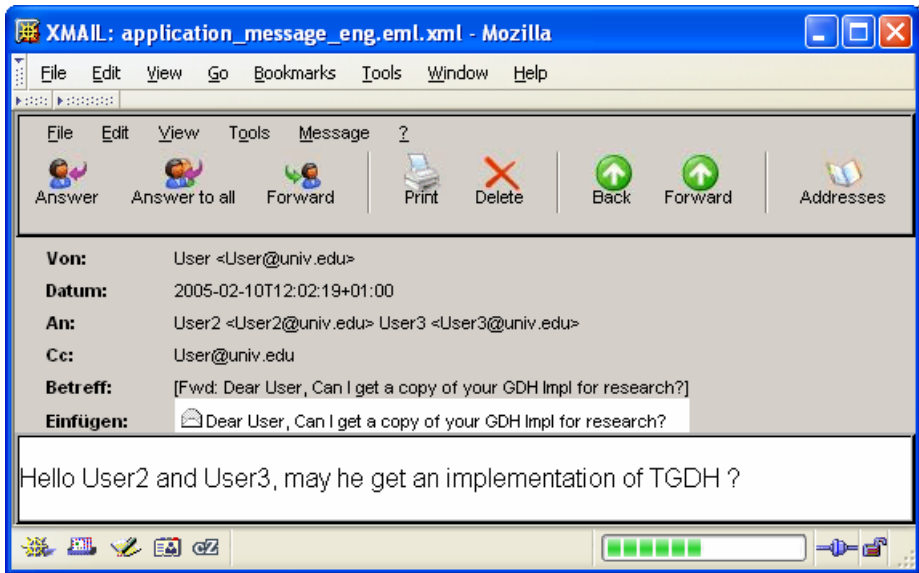 XMAIL: application_message_eng.eml.xml - Mozilla
File Edit View Go Bookmarks Tools Window Help
File Edit View Tools Message ?
Answer Answer to all Forward Print Delete Back Forward Addresses
Von: User <User@univ.edu>
Datum: 2005-02-10T12:02:19+01:00
An: User2 <User2@univ.edu> User3 <User3@univ.edu>
Cc: User@univ.edu
Betreff: [Fwd: Dear User, Can I get a copy of your GDH Impl for research?]
Einfügen: Dear User, Can I get a copy of your GDH Impl for research?
Hello User2 and User3, may he get an implementation of TGDH ?
cZ